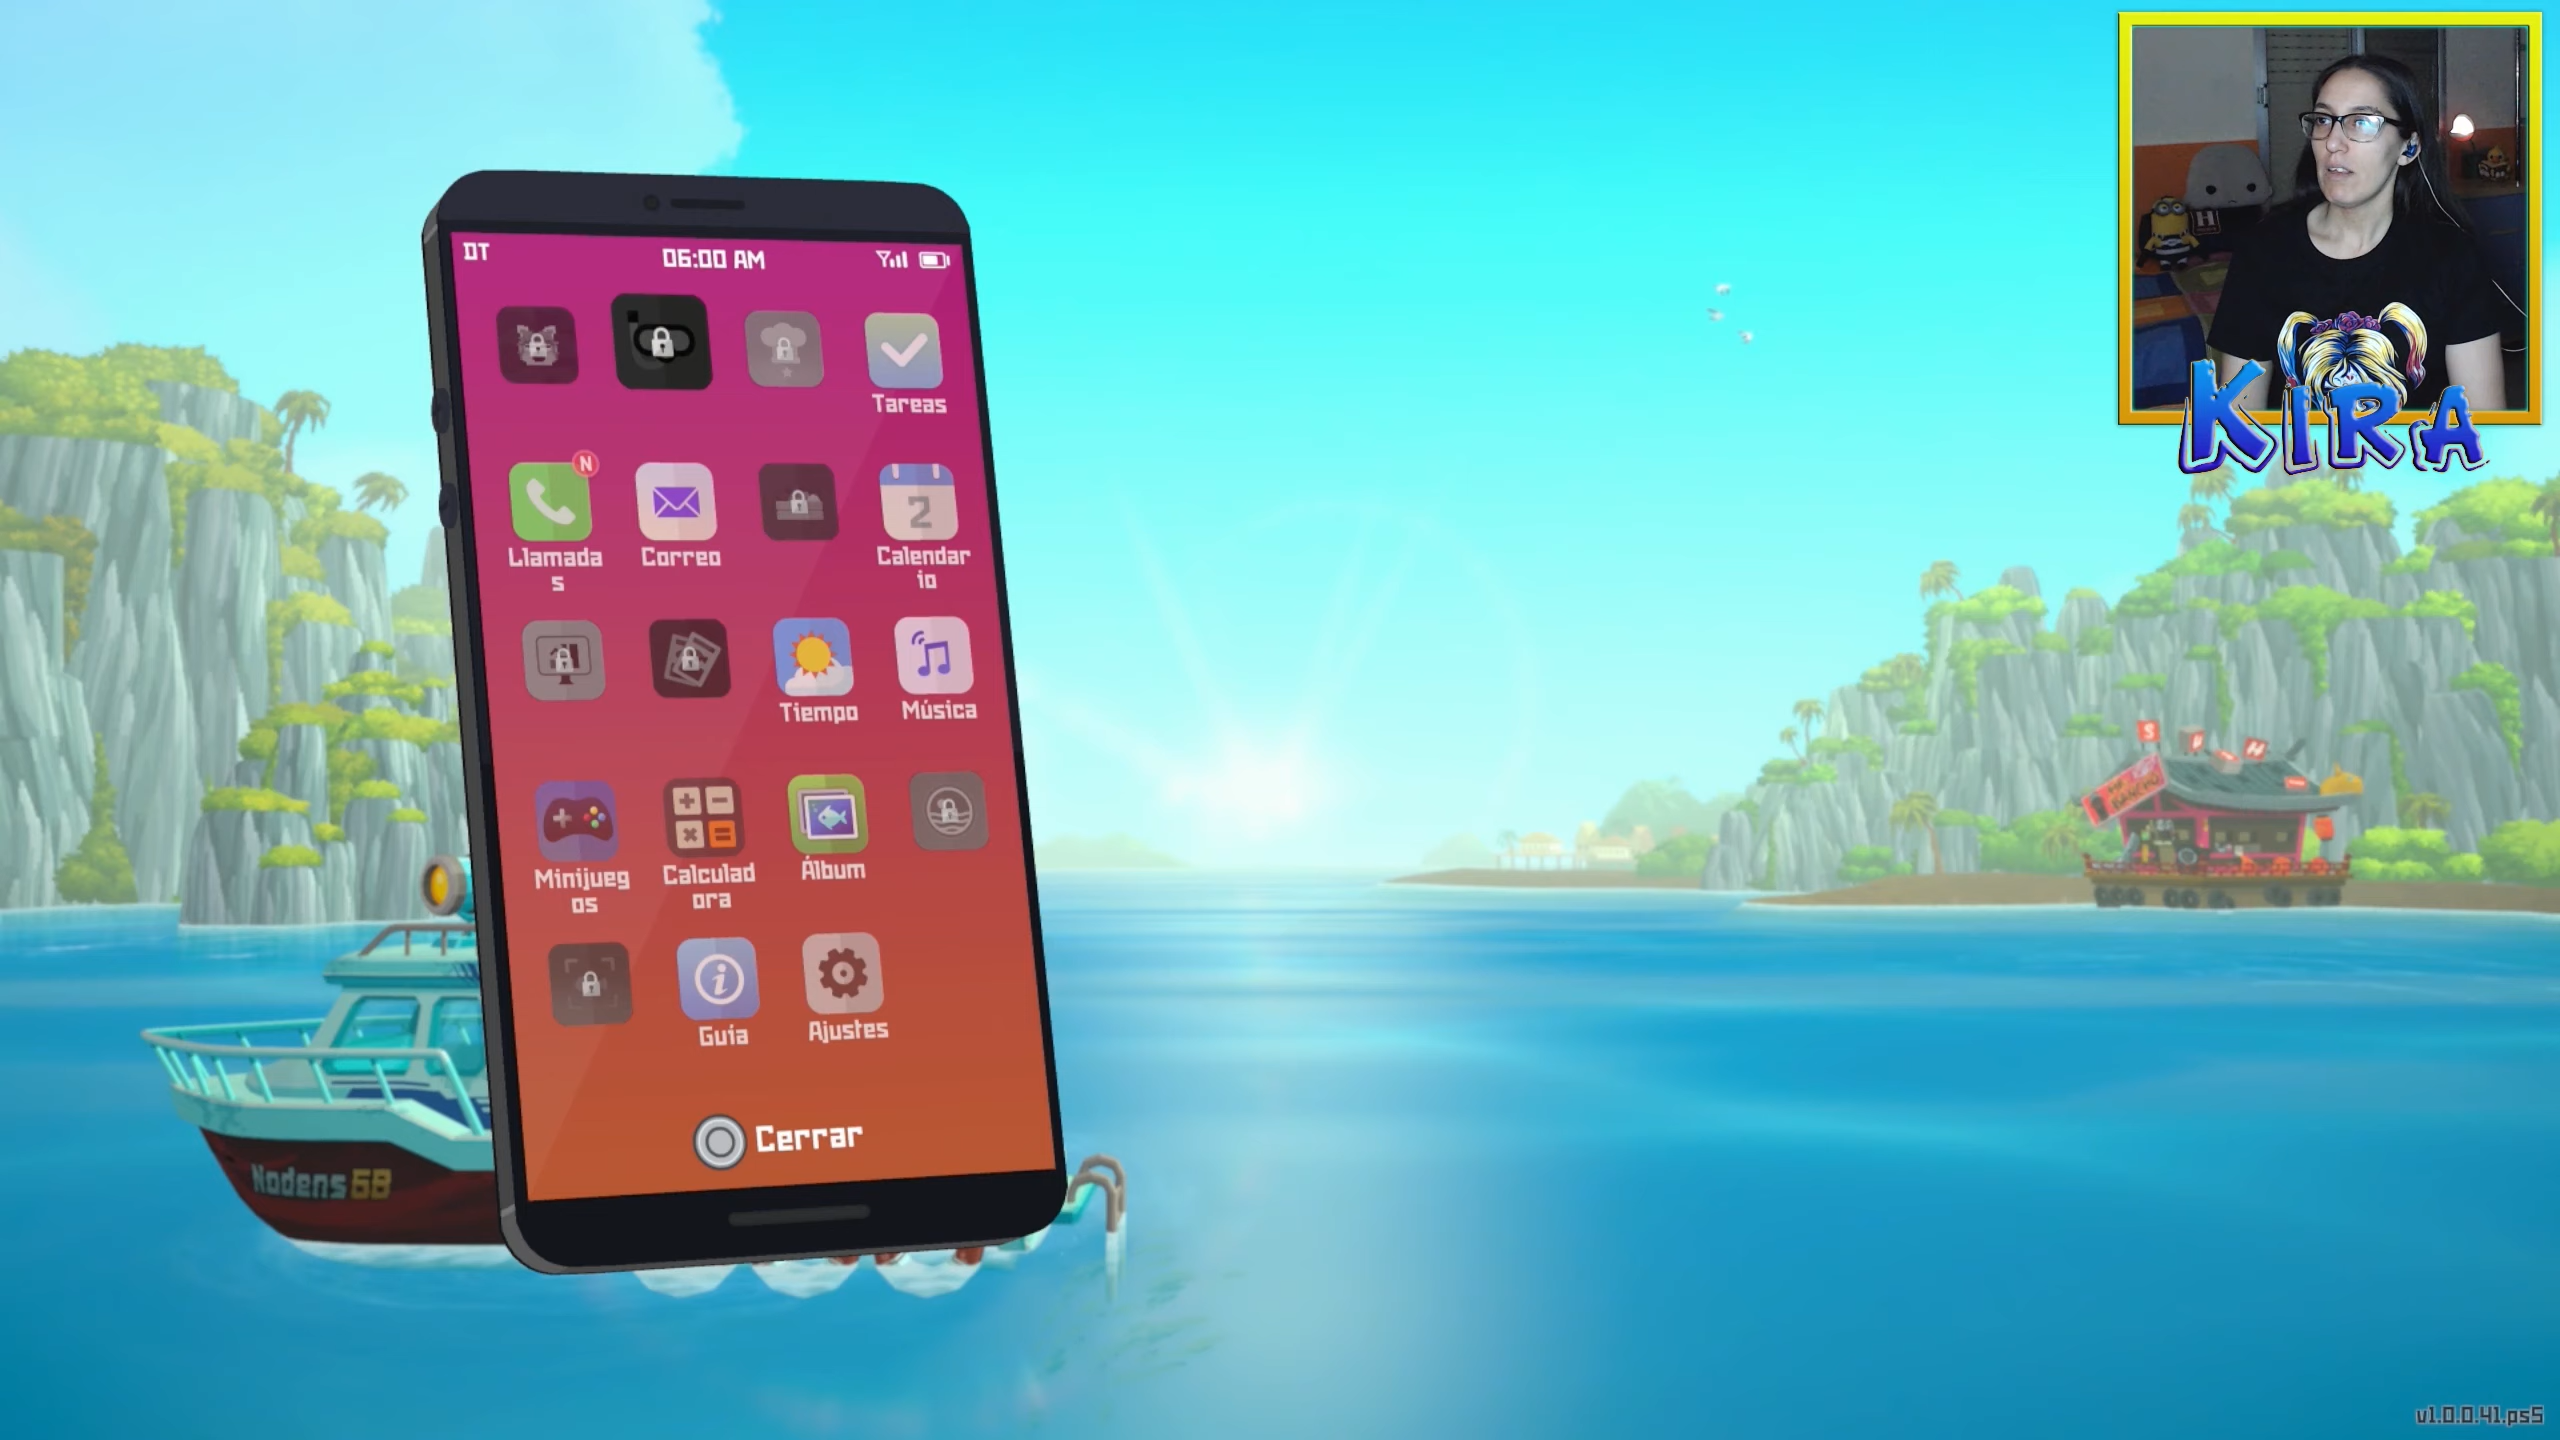 KIRA
DT
06:00 AM
Tareas
N
Llamada
s
Correo
2
Calendar
io
Tiempo
Música
Minijueg
os
Calculad
ora
Álbum
Guía
Ajustes
Cerrar
Nodens 6B
v1.0.0.41.ps5